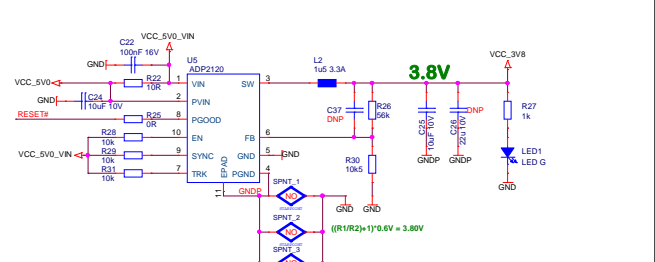 VCC_5V0_VIN
C22
100nF 16V
GND
VCC_5V0
R22
10R
C24
10uF 10V
GND
RESET#
R25
0R
R28
10k
VCC_5V0_VIN
R29
10k
R31
10k
U5
ADP2120
1 VIN
2 PVIN
8 PGOOD
10 EN
9 SYNC
7 TRK
SW 3
FB 6
GND 5
PGND 4
EPAD
11
GND
GNDP
L2
1u5 3.3A
3.8V
C37
DNP
R26
56k
C25
10uF 10V
GNDP
C26
22u 10V
DNP
GNDP
R30
10k5
GND
GND
VCC_3V8
R27
1k
LED1
LED G
GND
SPNT_1
NO
SPNT_2
NO
SPNT_3
((R1/R2)+1)*0.6V = 3.80V